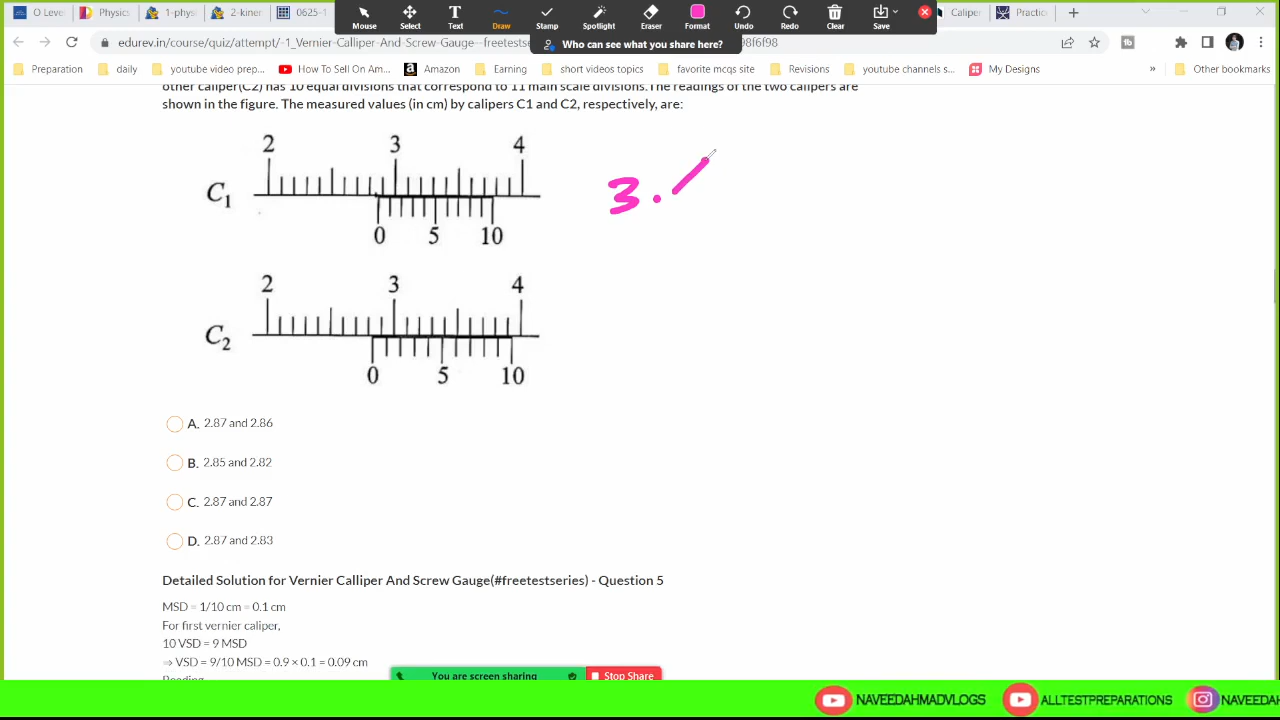 O Leve
Physic
1-phys
2-kiner
0625-1
Mouse
Select
Text
Draw
Stamp
Spotlight
Eraser
Format
Undo
Redo
Clear
Save
Caliper
Practic
edurev.in/course/quiz/attempt/-1_Vernier-Calliper-And-Screw-Gauge--freetestse
Who can see what you share here?
98f6f98
Preparation
daily
youtube video prep...
How To Sell On Am...
Amazon
Earning
short videos topics
favorite mcqs site
Revisions
youtube channels s...
My Designs
»
Other bookmarks
other caliper(C2) has 10 equal divisions that correspond to 11 main scale divisions.The readings of the two calipers are
shown in the figure. The measured values (in cm) by calipers C1 and C2, respectively, are:
2 3 4
C1
0 5 10
3.
2 3 4
C2
0 5 10
A. 2.87 and 2.86
B. 2.85 and 2.82
C. 2.87 and 2.87
D. 2.87 and 2.83
Detailed Solution for Vernier Calliper And Screw Gauge(#freetestseries) - Question 5
MSD = 1/10 cm = 0.1 cm
For first vernier caliper,
10 VSD = 9 MSD
⇒ VSD = 9/10 MSD = 0.9 × 0.1 = 0.09 cm
Reading
You are screen sharing
Stop Share
NAVEEDAHMADVLOGS
ALLTESTPREPARATIONS
NAVEEDA